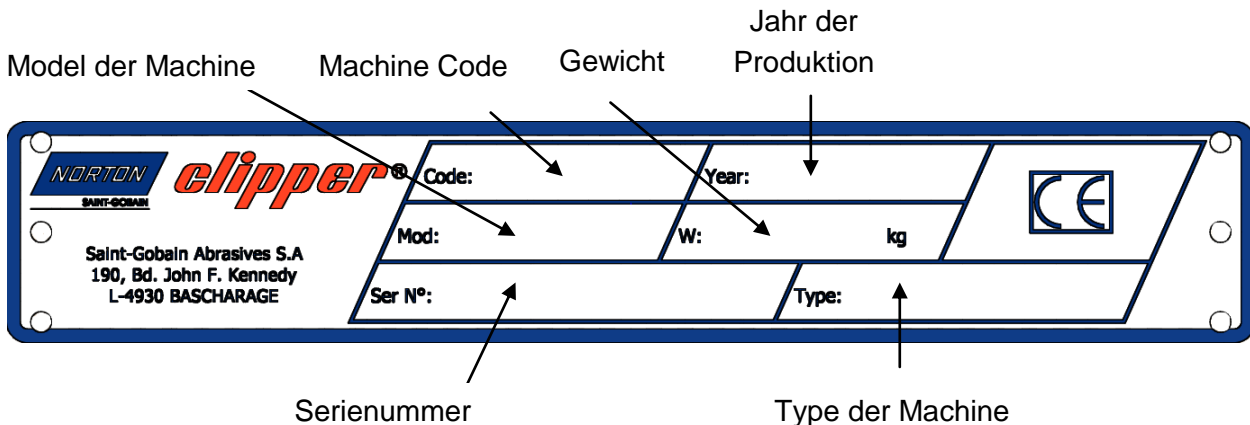 Jahr der
Produktion
Model der Machine
Machine Code
Gewicht
NORTON
SAINT-GOBAIN
clipper®
Saint-Gobain Abrasives S.A
190, Bd. John F. Kennedy
L-4930 BASCHARAGE
Code:
Year:
Mod:
W: kg
Ser N°:
Type:
CE
Serienummer
Type der Machine